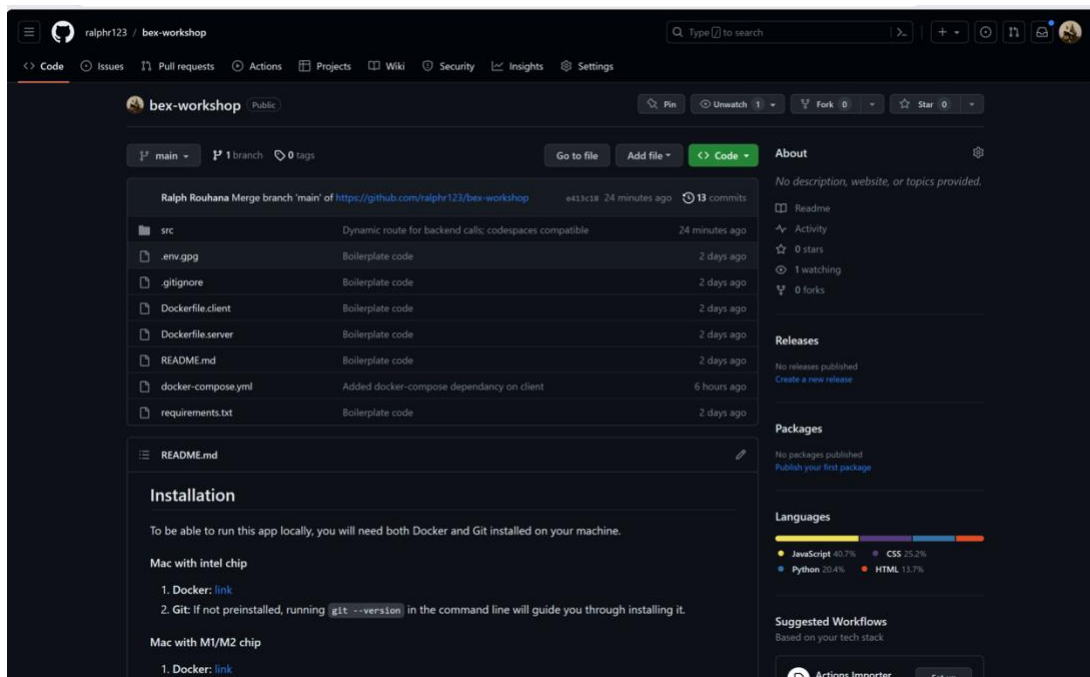 ralphr123 / bex-workshop
Type / to search
Code Issues Pull requests Actions Projects Wiki Security Insights Settings
bex-workshop Public
Pin Unwatch 1 Fork 0 Star 0
main 1 branch 0 tags Go to file Add file Code
Ralph Rouhana Merge branch 'main' of https://github.com/ralphr123/bex-workshop e413c18 24 minutes ago 13 commits
src Dynamic route for backend calls; codespaces compatible 24 minutes ago
.env.gpg Boilerplate code 2 days ago
.gitignore Boilerplate code 2 days ago
Dockerfile.client Boilerplate code 2 days ago
Dockerfile.server Boilerplate code 2 days ago
README.md Boilerplate code 2 days ago
docker-compose.yml Added docker-compose dependancy on client 6 hours ago
requirements.txt Boilerplate code 2 days ago
README.md
Installation
To be able to run this app locally, you will need both Docker and Git installed on your machine.
Mac with intel chip
1. Docker: link
2. Git: If not preinstalled, running git --version in the command line will guide you through installing it.
Mac with M1/M2 chip
1. Docker: link
About
No description, website, or topics provided.
Readme
Activity
0 stars
1 watching
0 forks
Releases
No releases published
Create a new release
Packages
No packages published
Publish your first package
Languages
JavaScript 40.7% CSS 25.2%
Python 20.4% HTML 13.7%
Suggested Workflows
Based on your tech stack
Actions Importer